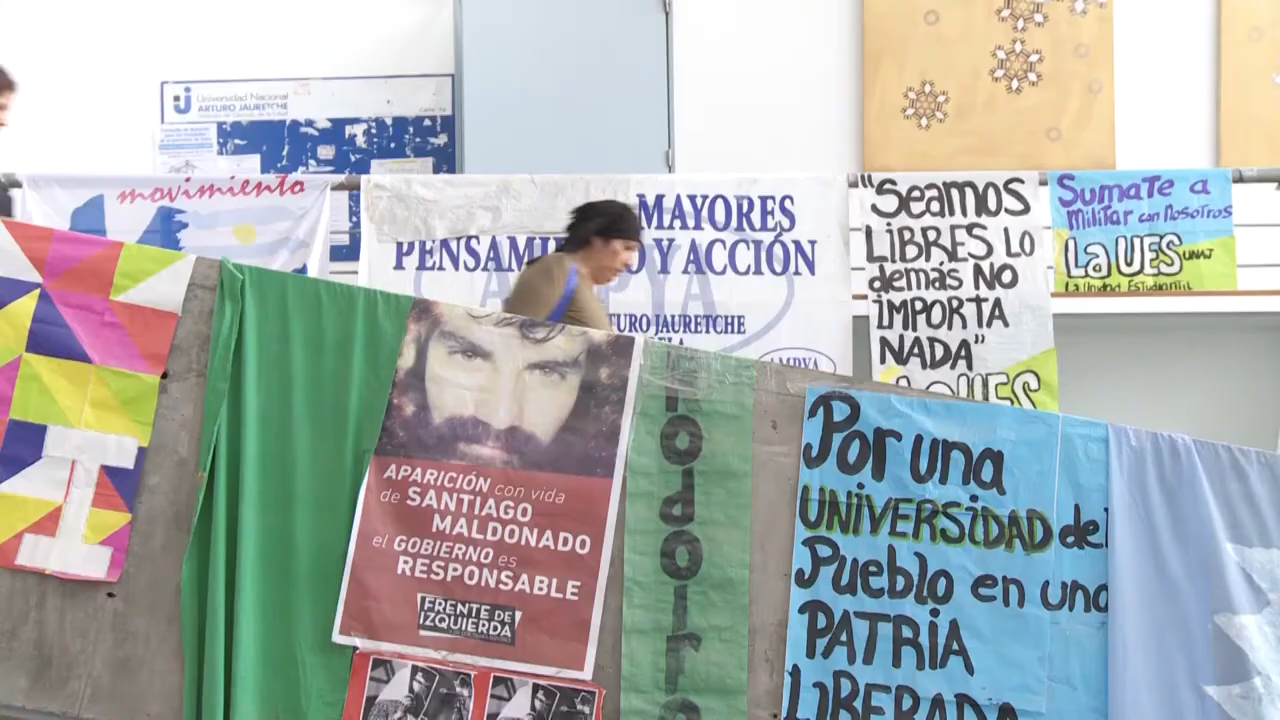 Universidad Nacional
ARTURO JAURETCHE
movimiento
MAYORES
Y ACCIÓN
JAURETCHE
AMPYA
"Seamos
LIBRES LO
demás NO
IMPORTA
NADA"
Sumate a
Militar con Nosotros
La UES UNAJ
La Unidad Estudiantil
APARICIÓN con vida
de SANTIAGO
MALDONADO
el GOBIERNO es
RESPONSABLE
FRENTE DE
IZQUIERDA
Por una
UNIVERSIDAD del
Pueblo en una
PATRIA
LIBERADA